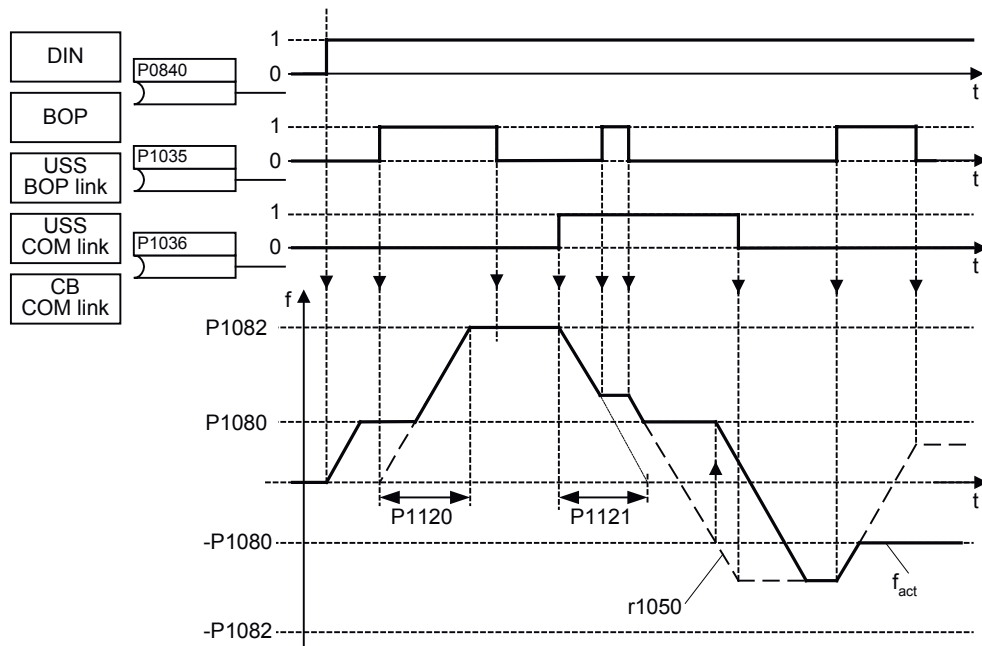 DIN
BOP
USS
BOP link
USS
COM link
CB
COM link
P0840
P1035
P1036
1
0
t
1
0
t
1
0
t
f
P1082
P1080
t
P1120
P1121
-P1080
r1050
fact
-P1082